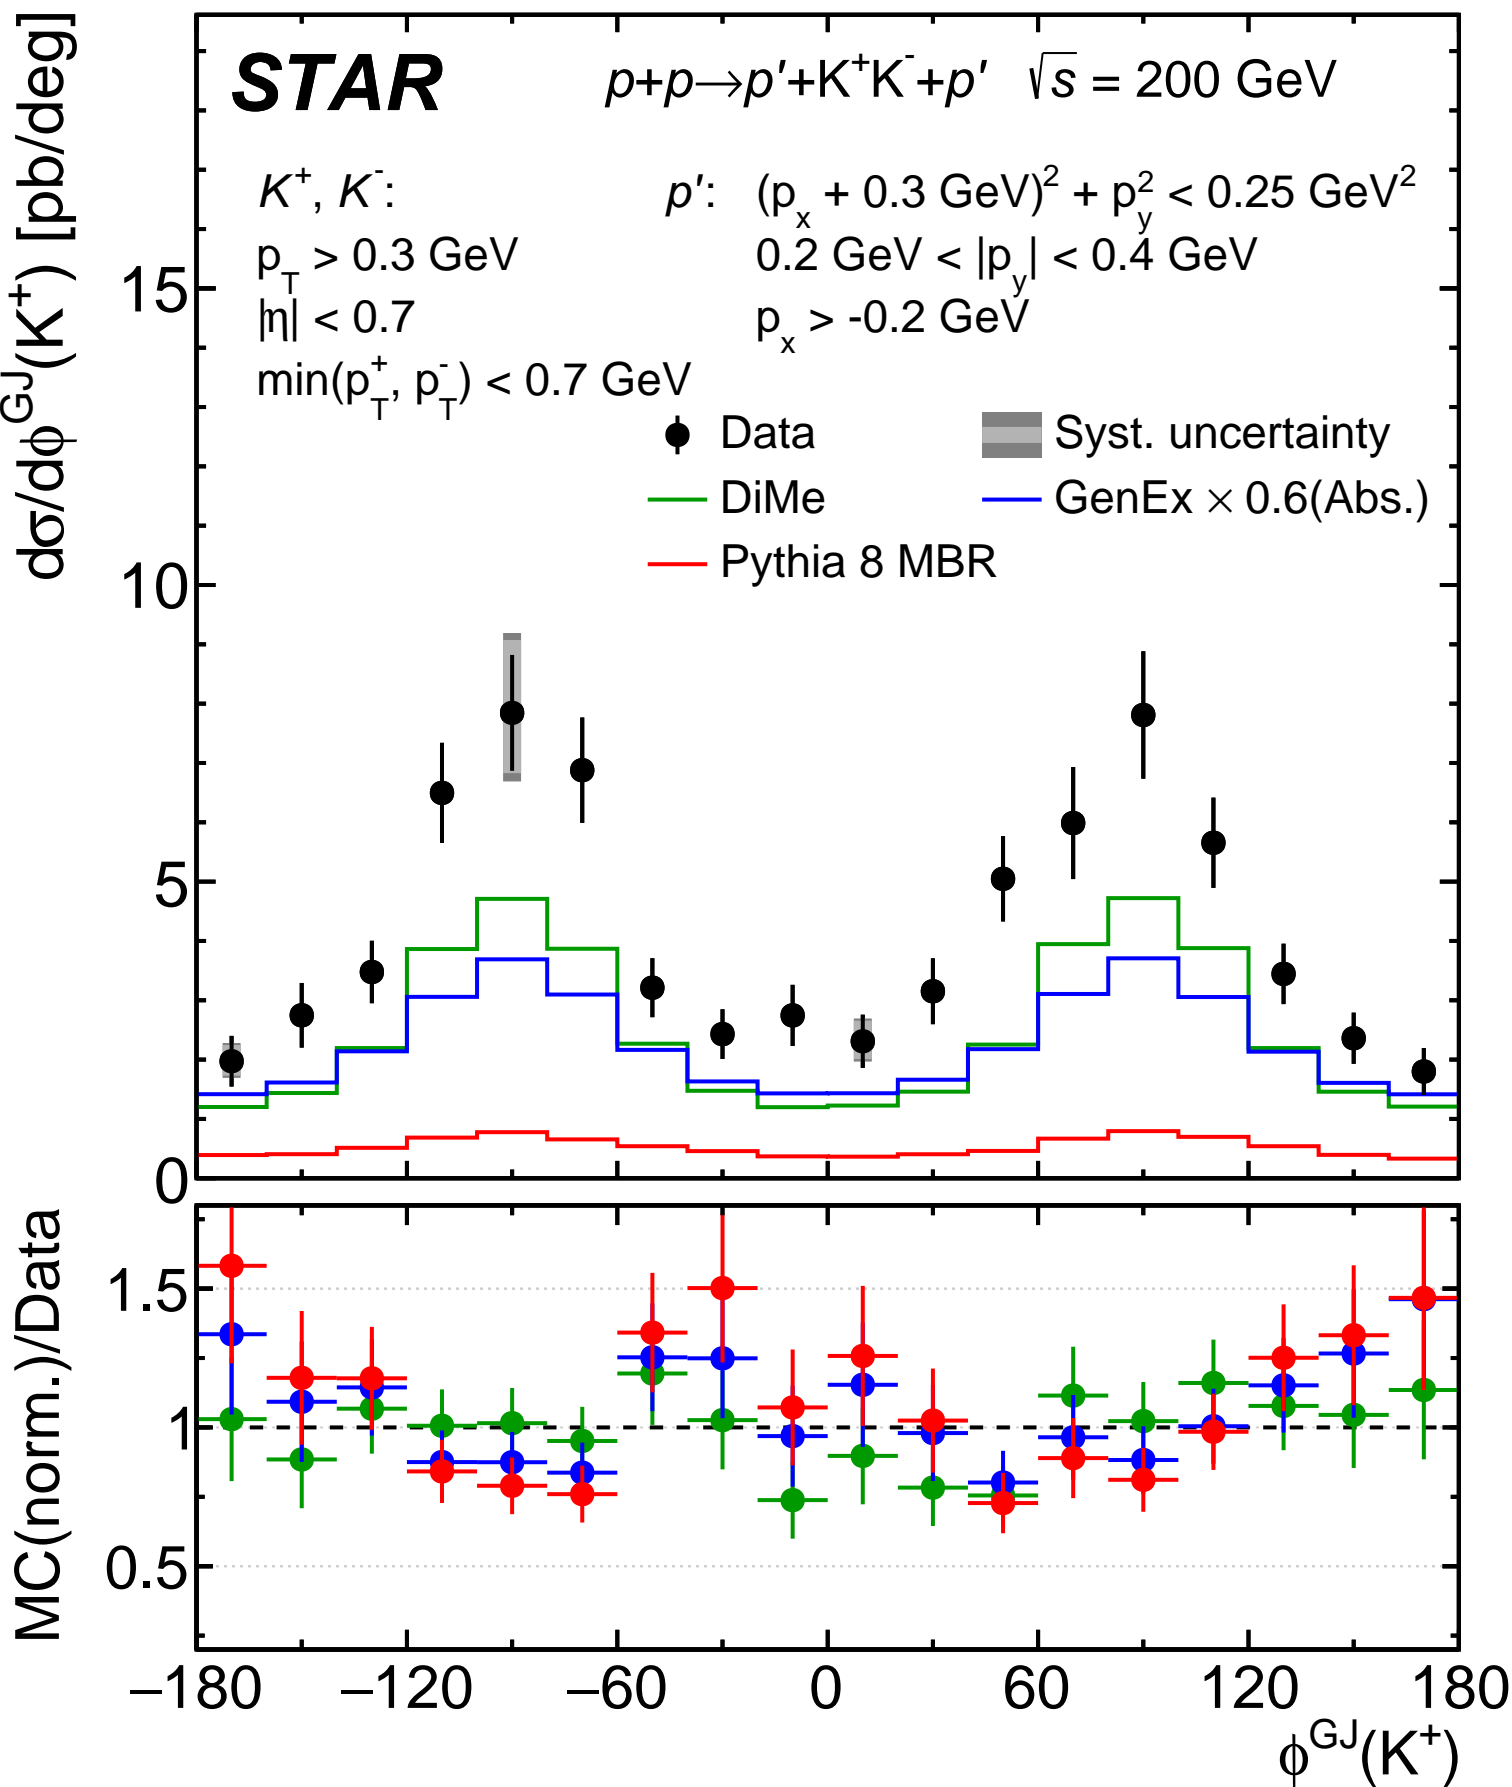 STAR p+p→p′+K⁺K⁻+p′ √s = 200 GeV
K⁺, K⁻: p′: (pₓ + 0.3 GeV)² + p_y² < 0.25 GeV²
p_T > 0.3 GeV 0.2 GeV < |p_y| < 0.4 GeV
|η| < 0.7 pₓ > -0.2 GeV
min(p_T⁺, p_T⁻) < 0.7 GeV
Data Syst. uncertainty
DiMe GenEx × 0.6(Abs.)
Pythia 8 MBR
dσ/dϕ^GJ(K⁺) [pb/deg]
15
10
5
0
MC(norm.)/Data
1.5
1
0.5
−180 −120 −60 0 60 120 180
ϕ^GJ(K⁺)